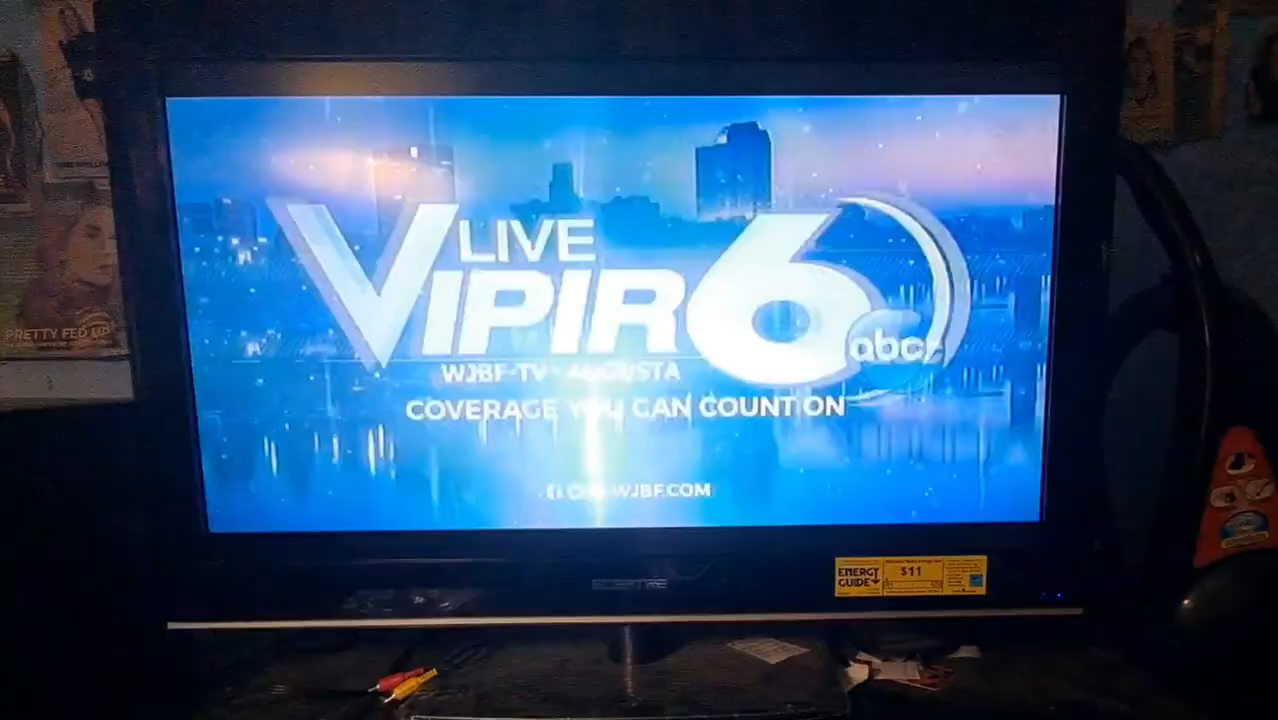 LIVE
VIPIR 6
abc
WJBF-TV - AUGUSTA
COVERAGE YOU CAN COUNT ON
WJBF.COM
PRETTY FED UP
ENERGY
GUIDE
$11